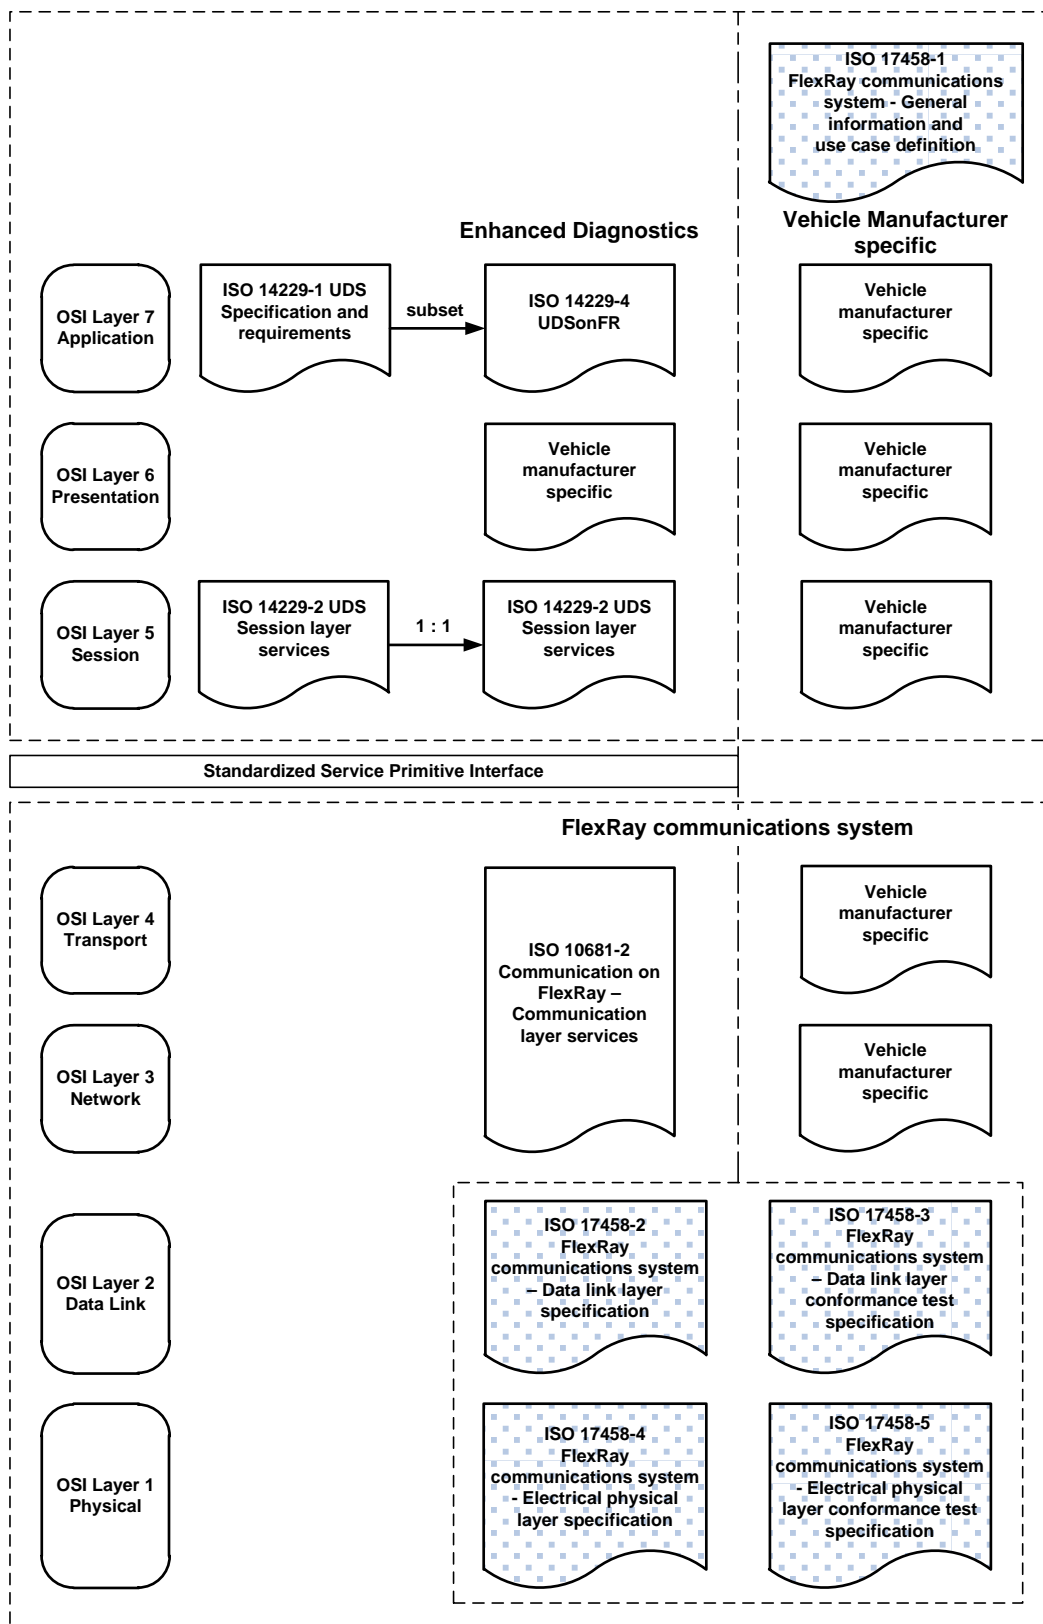 ISO 17458-1
FlexRay communications
system - General
information and
use case definition
Enhanced Diagnostics
Vehicle Manufacturer
specific
OSI Layer 7
Application
ISO 14229-1 UDS
Specification and
requirements
subset
ISO 14229-4
UDSonFR
Vehicle
manufacturer
specific
OSI Layer 6
Presentation
Vehicle
manufacturer
specific
Vehicle
manufacturer
specific
OSI Layer 5
Session
ISO 14229-2 UDS
Session layer
services
1 : 1
ISO 14229-2 UDS
Session layer
services
Vehicle
manufacturer
specific
Standardized Service Primitive Interface
FlexRay communications system
OSI Layer 4
Transport
ISO 10681-2
Communication on
FlexRay –
Communication
layer services
Vehicle
manufacturer
specific
OSI Layer 3
Network
Vehicle
manufacturer
specific
OSI Layer 2
Data Link
ISO 17458-2
FlexRay
communications system
– Data link layer
specification
ISO 17458-3
FlexRay
communications system
– Data link layer
conformance test
specification
OSI Layer 1
Physical
ISO 17458-4
FlexRay
communications system
- Electrical physical
layer specification
ISO 17458-5
FlexRay
communications system
- Electrical physical
layer conformance test
specification